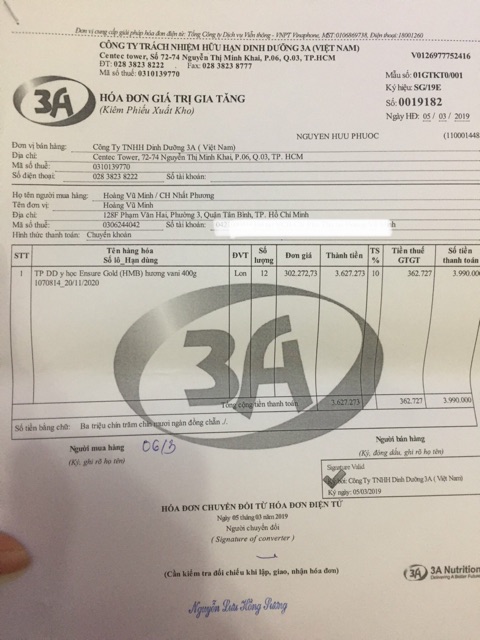 Đơn vị cung cấp giải pháp hóa đơn điện tử: Tổng Công ty Dịch vụ Viễn thông - VNPT Vinaphone, MST:0106869738, Điện thoại:18001260
CÔNG TY TRÁCH NHIỆM HỮU HẠN DINH DƯỠNG 3A (VIỆT NAM)
Centec tower, Số 72-74 Nguyễn Thị Minh Khai, P.06, Q.03, TP.HCM
V0126977752416
ĐT: 028 3823 8222 Fax: 028 3823 8777
Mã số thuế: 0310139770
Mẫu số: 01GTKT0/001
Ký hiệu: SG/19E
3A
HÓA ĐƠN GIÁ TRỊ GIA TĂNG
Số: 0019182
(Kiêm Phiếu Xuất Kho)
Ngày HĐ: 05 / 03 / 2019
NGUYEN HUU PHUOC (110001448
Đơn vị bán hàng: Công Ty TNHH Dinh Dưỡng 3A ( Việt Nam)
Địa chỉ: Centec Tower, 72-74 Nguyễn Thị Minh Khai, P.06, Q.03, TP. HCM
Mã số thuế: 0310139770
Số điện thoại: 028 3823 8222 Số tài khoản:
Họ tên người mua hàng: Hoàng Vũ Minh / CH Nhất Phương
Tên đơn vị: Hoàng Vũ Minh
Địa chỉ: 128F Phạm Văn Hai, Phường 3, Quận Tân Bình, TP. Hồ Chí Minh
Mã số thuế: 0306244042 Số tài khoản:
Hình thức thanh toán: Chuyển khoản
STT Tên hàng hóa Số lô_Hạn dùng ĐVT Số lượng Đơn giá Thành tiền TS % Tiền thuế GTGT Số tiền thanh toán
1 TP DD y học Ensure Gold (HMB) hương vani 400g Lon 12 302.272,73 3.627.273 10 362.727 3.990.000
1070814_20/11/2020
3A
Tổng cộng tiền thanh toán 3.627.273 362.727 3.990.000
Số tiền bằng chữ: Ba triệu chín trăm chín mươi ngàn đồng chẵn ./.
Người mua hàng 06/3 Người bán hàng
(Ký, ghi rõ họ tên) (Ký, đóng dấu, ghi rõ họ tên)
Signature Valid
Công Ty TNHH Dinh Dưỡng 3A ( Việt Nam)
Ký ngày: 05/03/2019
HÓA ĐƠN CHUYỂN ĐỔI TỪ HÓA ĐƠN ĐIỆN TỬ
Ngày 05 tháng 03 năm 2019
Người chuyển đổi
( Signature of converter )
(Cần kiểm tra đối chiếu khi lập, giao, nhận hóa đơn)
3A 3A Nutrition
Delivering A Better Future
Nguyễn Lưu Hồng Sương